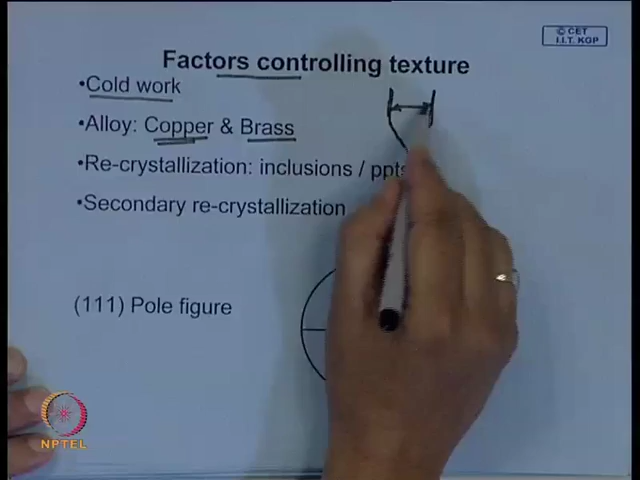 © CET
I.I.T. KGP
Factors controlling texture
•Cold work
•Alloy: Copper & Brass
•Re-crystallization: inclusions / ppts
•Secondary re-crystallization
(111) Pole figure
NPTEL